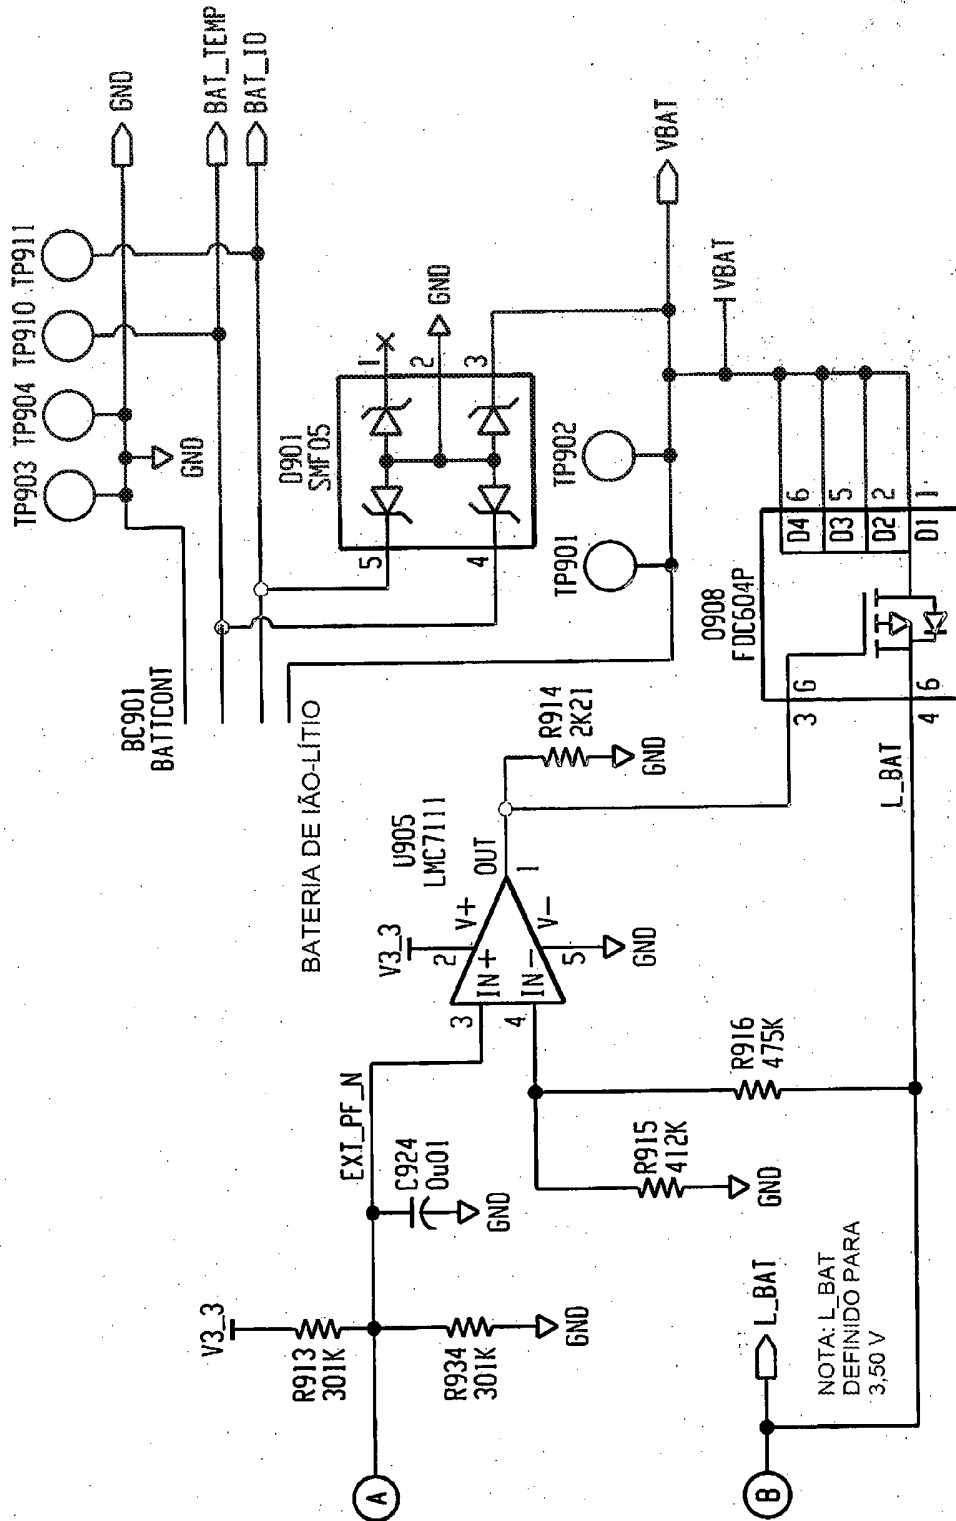 TP903
TP904
TP910
TP911
GND
BAT_TEMP
BAT_ID
GND
BC901
BATTCONT
BATERIA DE IÃO-LÍTIO
D901
SMF05
1
2
3
4
5
GND
TP901
TP902
VBAT
VBAT
Q908
FDC604P
G
D4
D3
D2
D1
6
5
2
1
3
4
6
L_BAT
R914
2K21
GND
U905
LMC7111
OUT
1
V3_3
V+
2
IN+
3
IN-
4
V-
5
GND
EXT_PF_N
C924
0u01
GND
V3_3
R913
301K
R934
301K
GND
R915
412K
GND
R916
475K
A
B
L_BAT
NOTA: L_BAT
DEFINIDO PARA
3,50 V